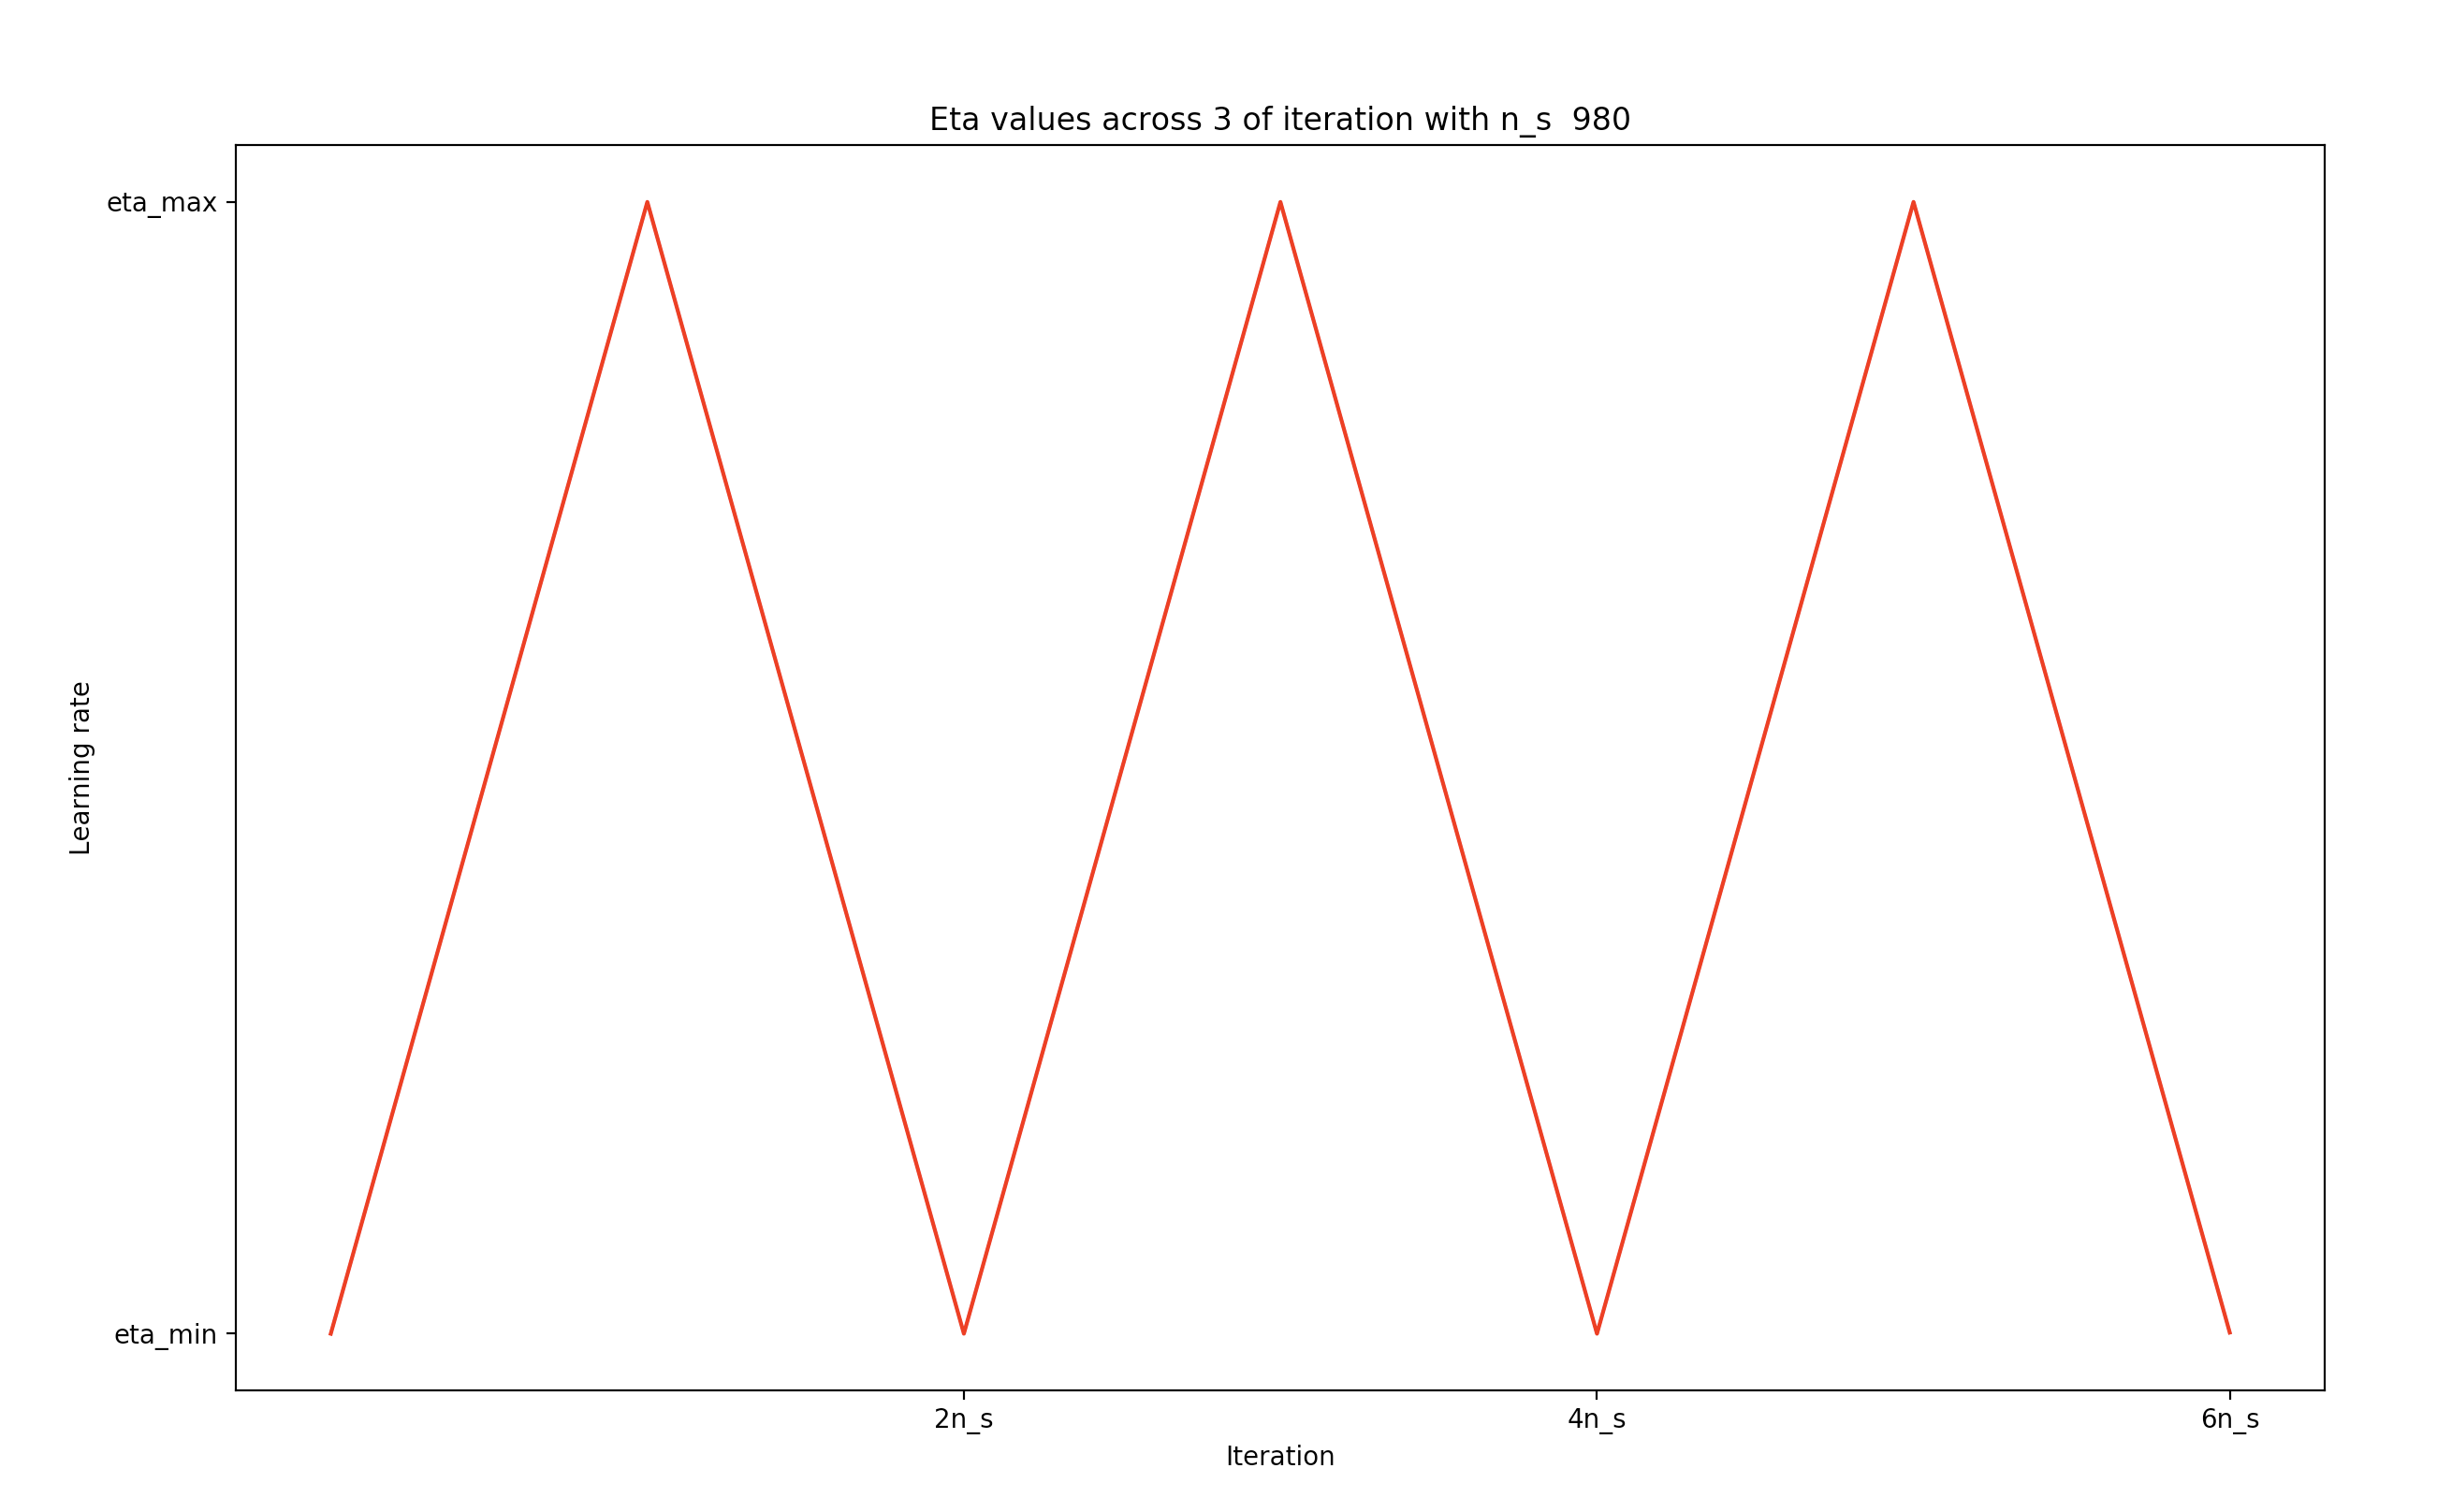 Eta values across 3 of iteration with n_s  980
eta_max
Learning rate
eta_min
2n_s
4n_s
6n_s
Iteration